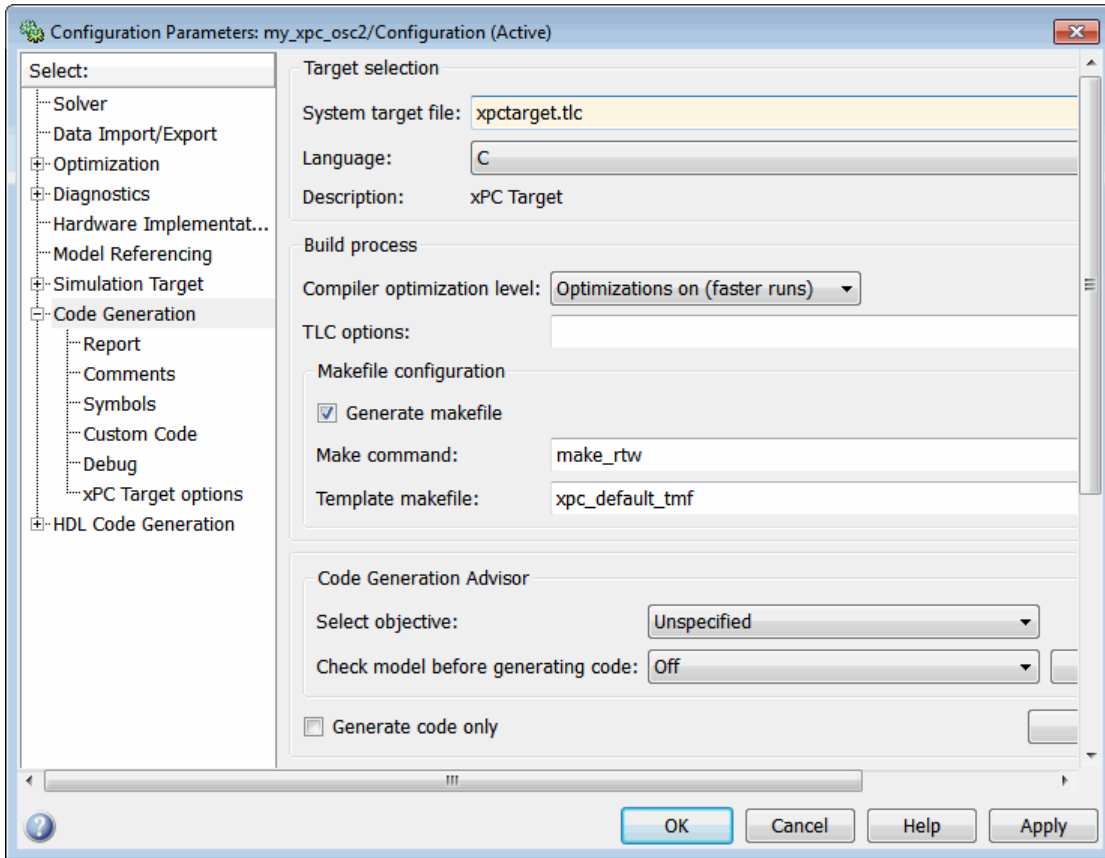 Configuration Parameters: my_xpc_osc2/Configuration (Active)
Select:
Solver
Data Import/Export
Optimization
Diagnostics
Hardware Implementat...
Model Referencing
Simulation Target
Code Generation
Report
Comments
Symbols
Custom Code
Debug
xPC Target options
HDL Code Generation
Target selection
System target file: xpctarget.tlc
Language: C
Description: xPC Target
Build process
Compiler optimization level: Optimizations on (faster runs)
TLC options:
Makefile configuration
Generate makefile
Make command: make_rtw
Template makefile: xpc_default_tmf
Code Generation Advisor
Select objective: Unspecified
Check model before generating code: Off
Generate code only
OK Cancel Help Apply